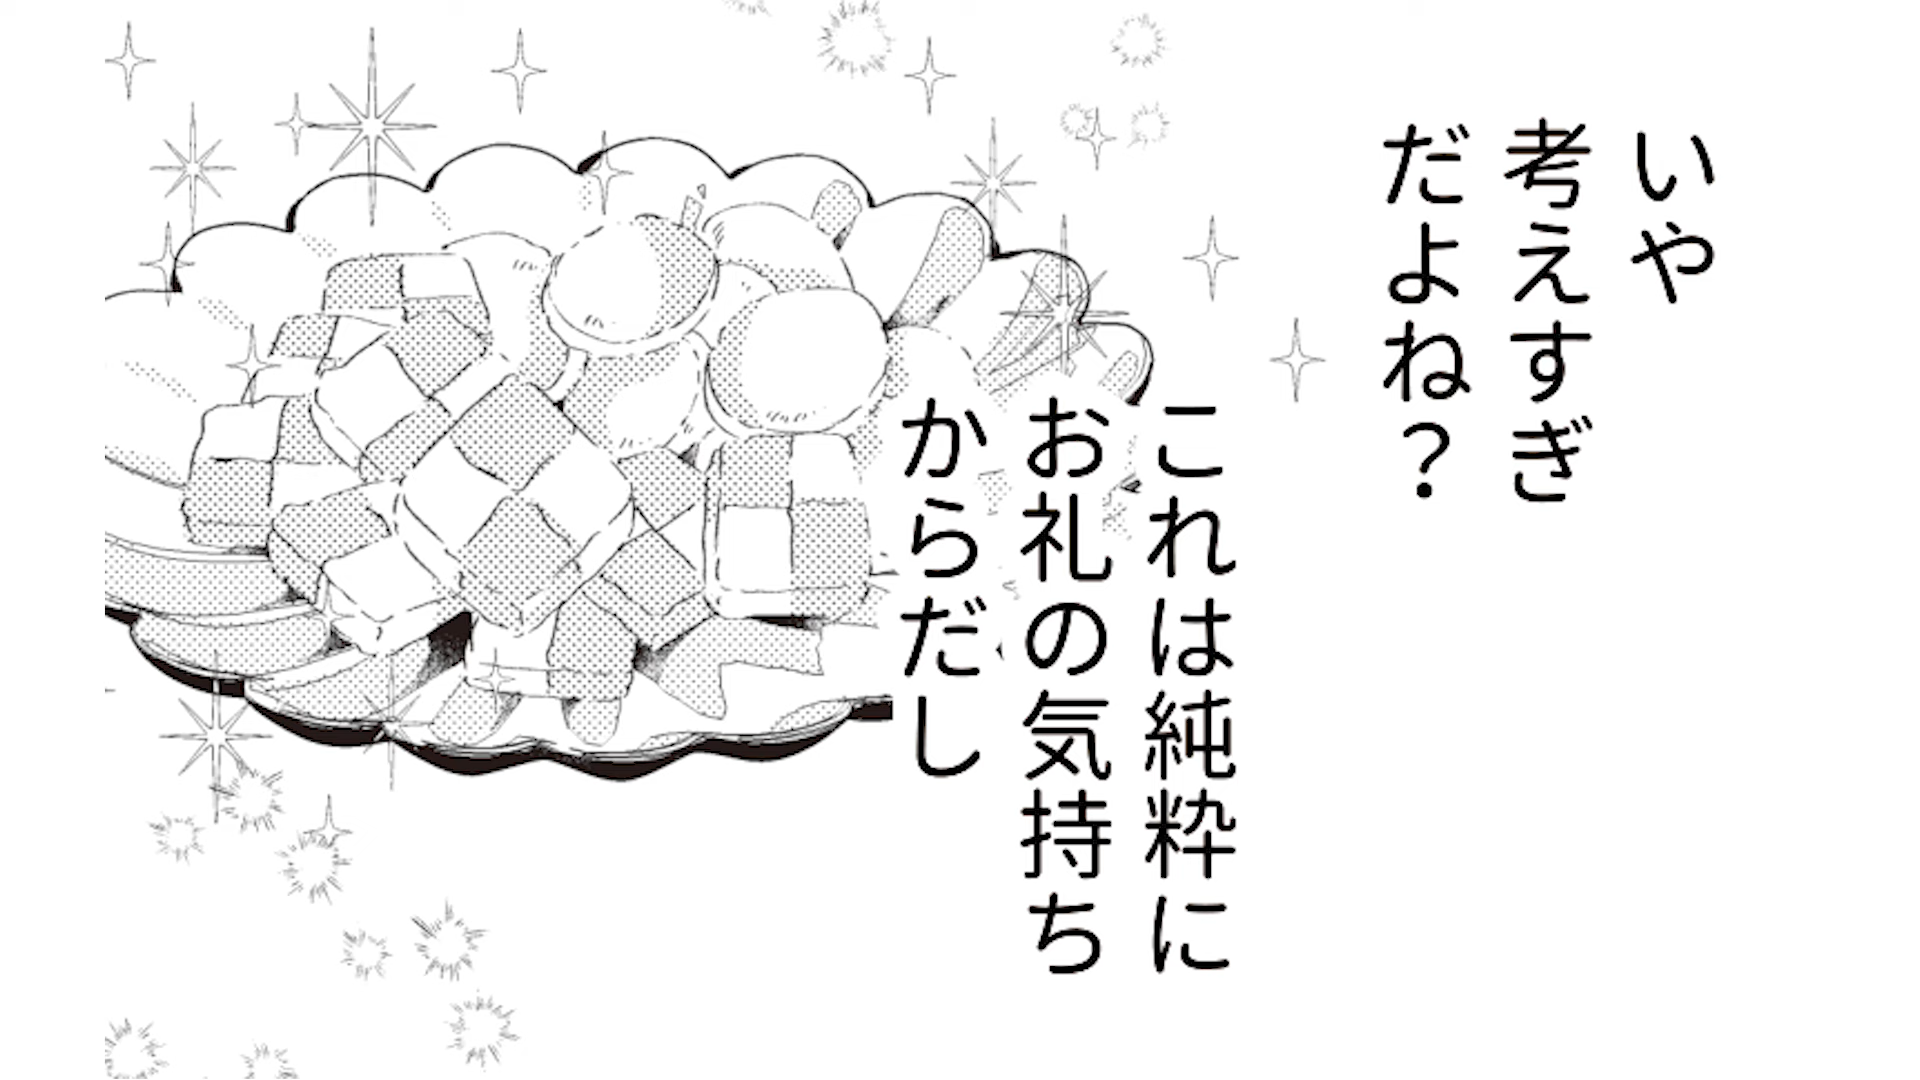 いや
考えすぎ
だよね？
これは純粋に
お礼の気持ち
からだし